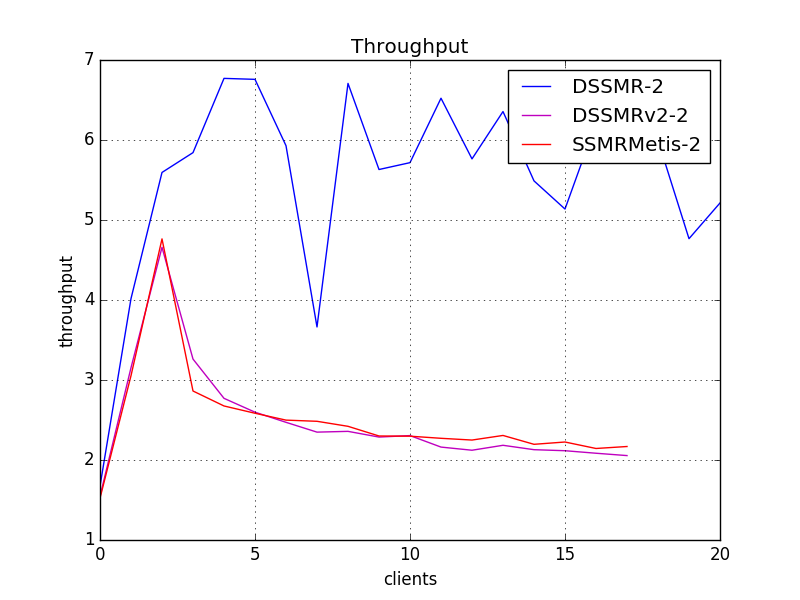 Throughput
7
6
5
4
3
2
1
throughput
DSSMR-2
DSSMRv2-2
SSMRMetis-2
0 5 10 15 20
clients